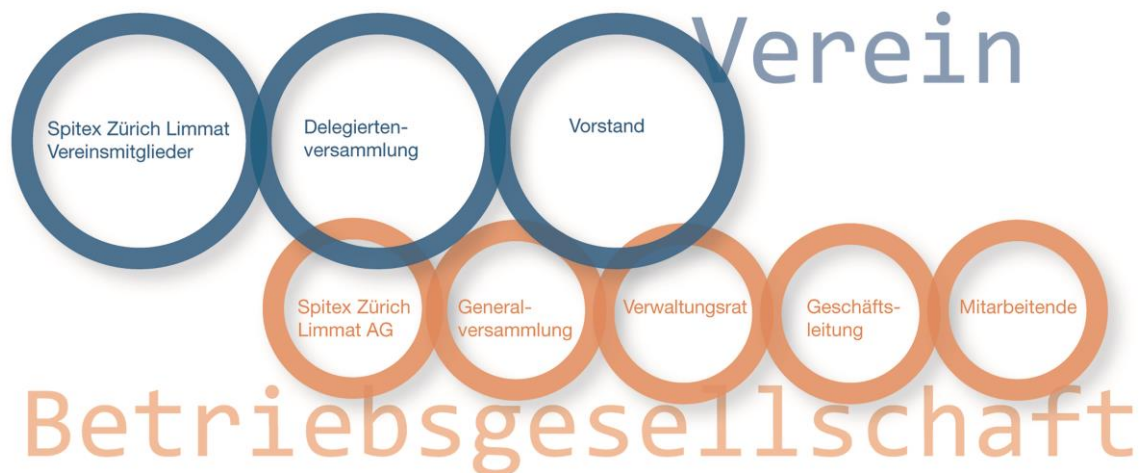 Verein
Spitex Zürich Limmat
Vereinsmitglieder
Delegierten-
versammlung
Vorstand
Spitex Zürich
Limmat AG
General-
versammlung
Verwaltungsrat
Geschäfts-
leitung
Mitarbeitende
Betriebsgesellschaft